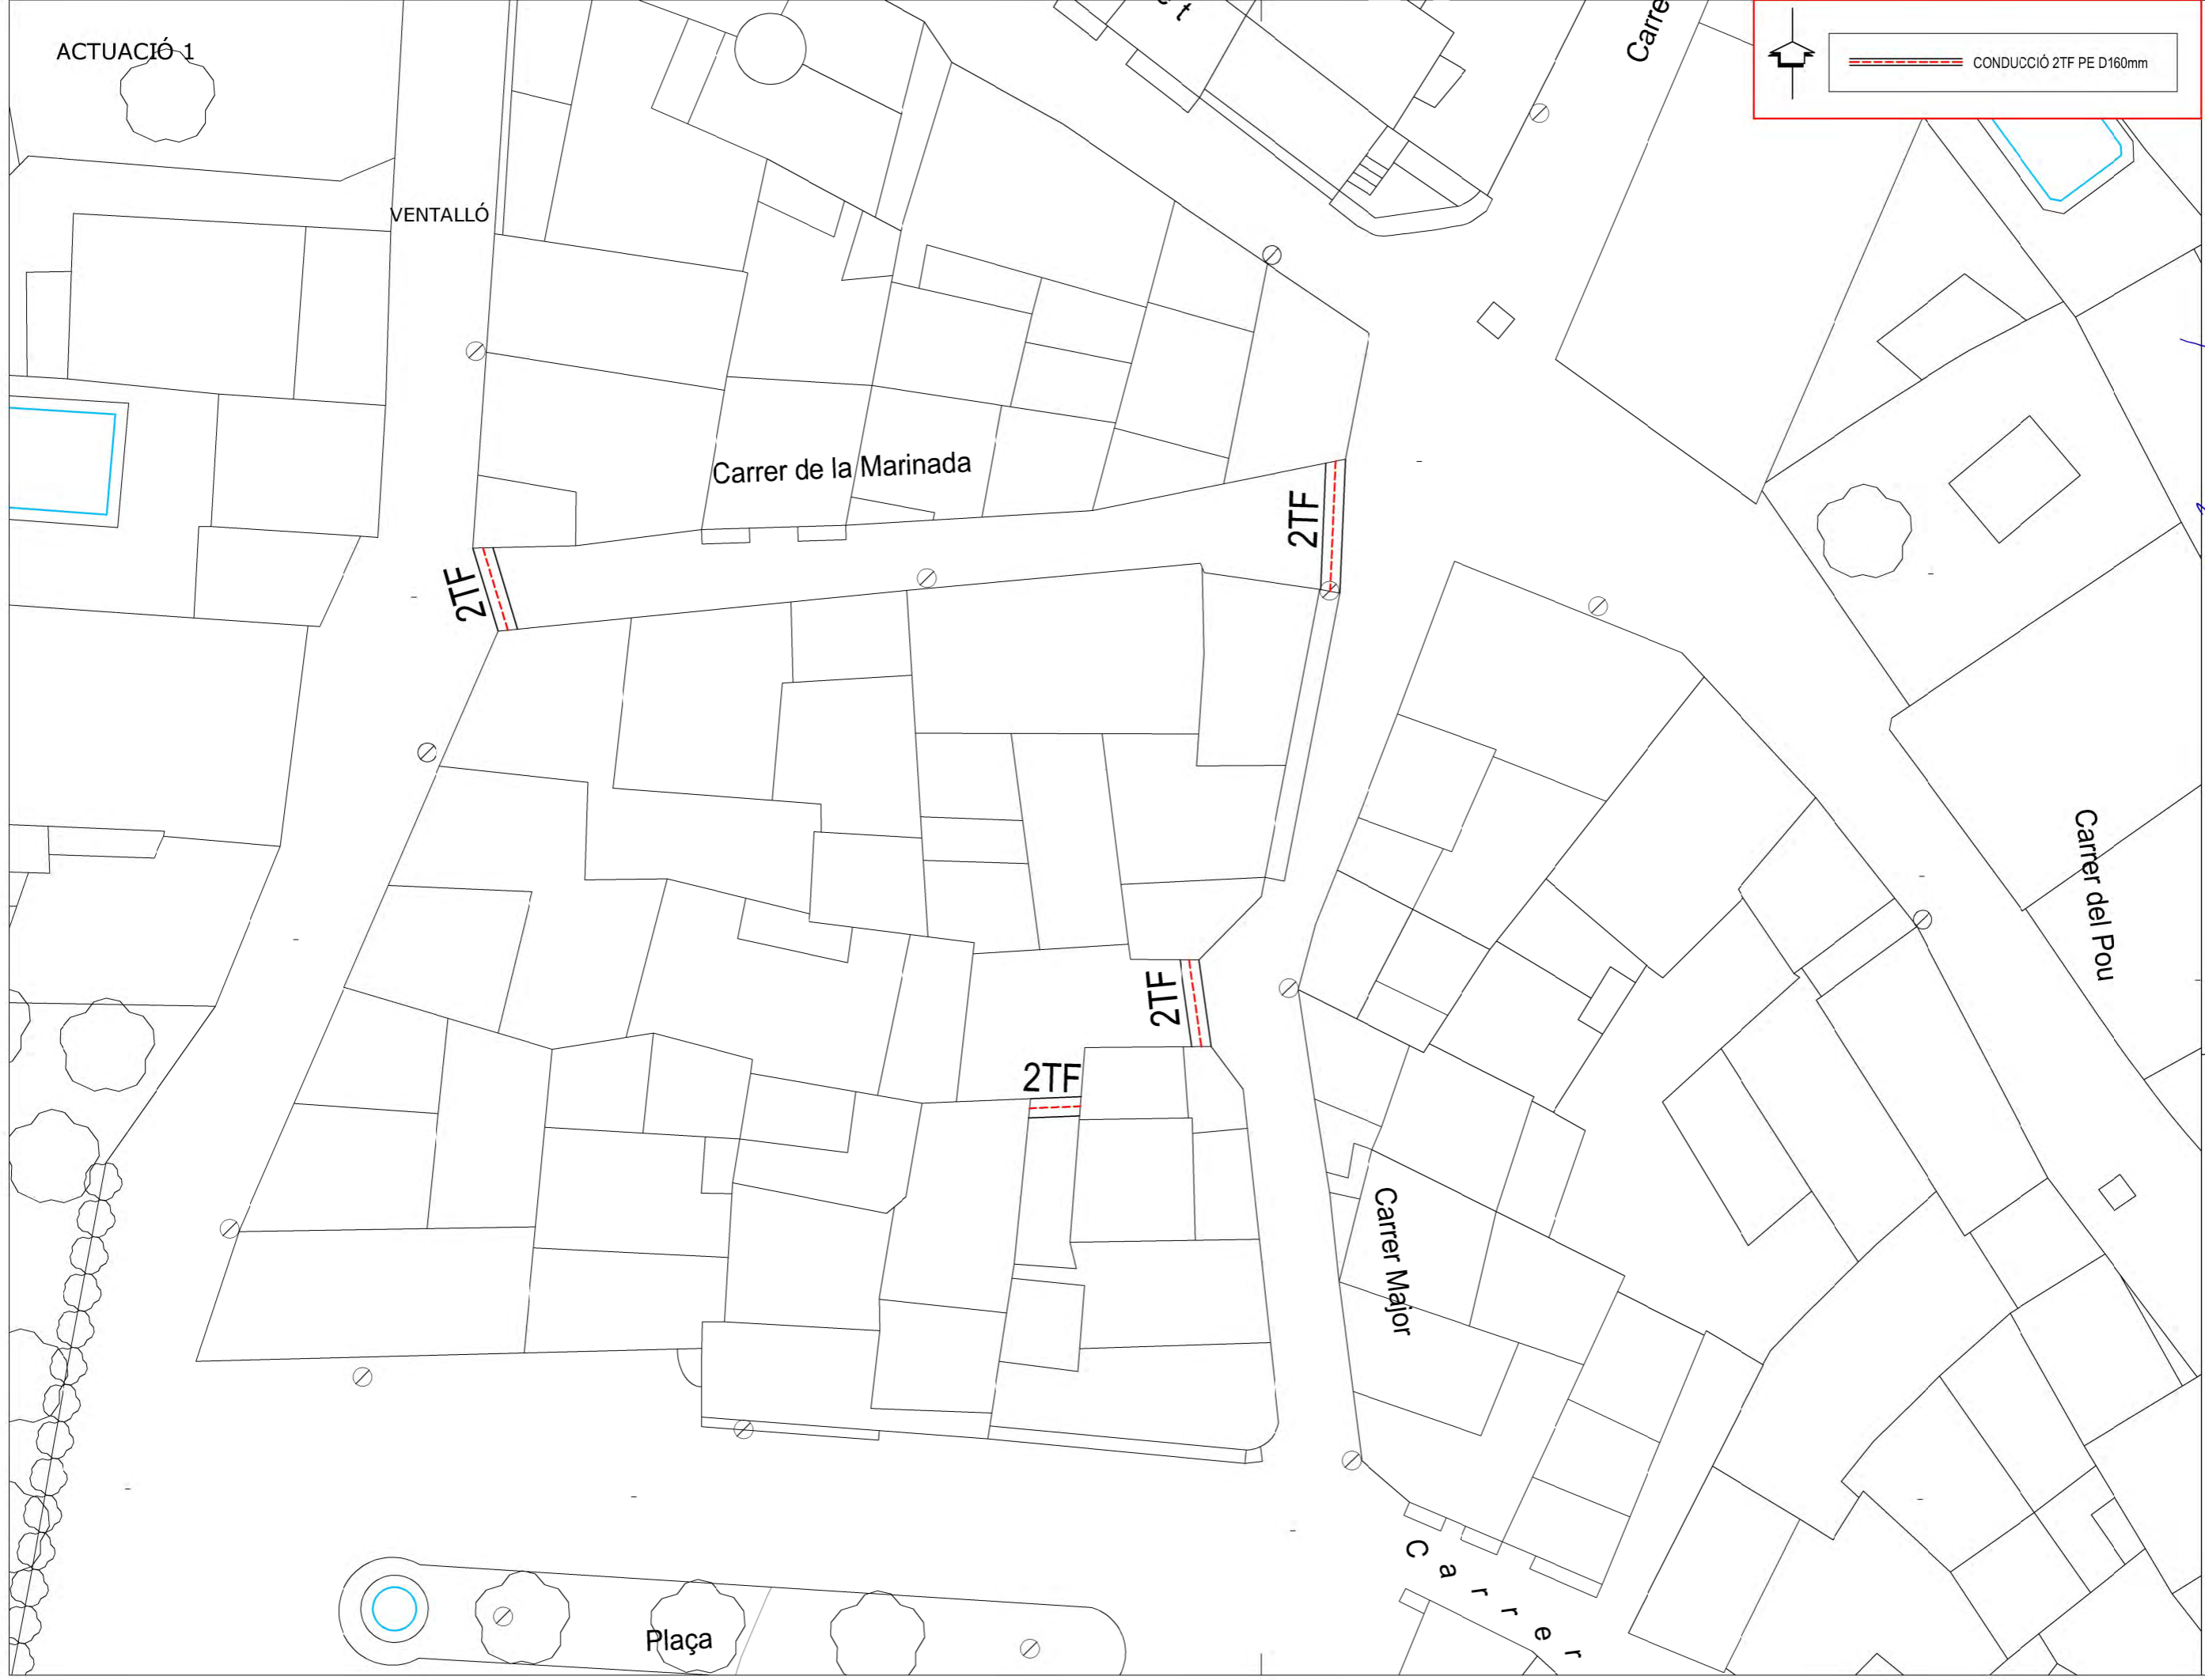 ACTUACIÓ 1
Carre
CONDUCCIÓ 2TF PE D160mm
VENTALLÓ
Carrer de la Marinada
2TF
2TF
Carrer del Pou
2TF
2TF
Carrer Major
Carrer
Plaça